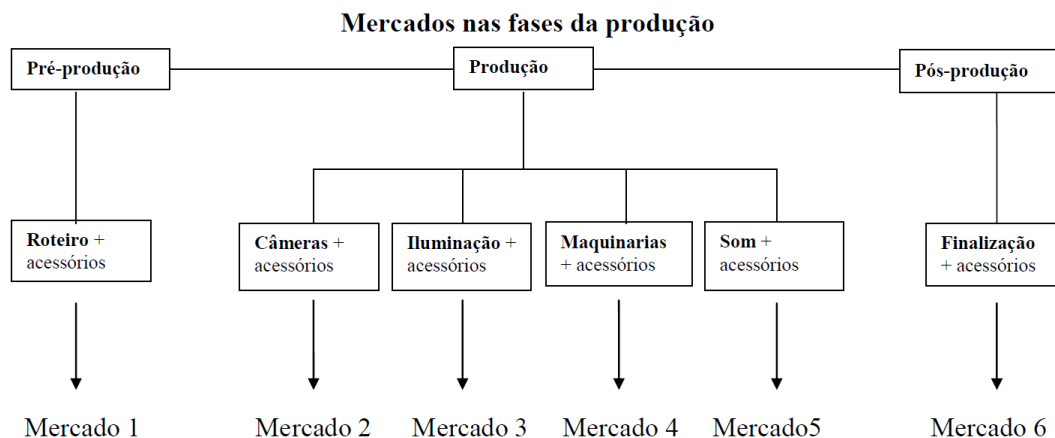 Mercados nas fases da produção
Pré-produção
Produção
Pós-produção
Roteiro +
acessórios
Câmeras +
acessórios
Iluminação +
acessórios
Maquinarias
+ acessórios
Som +
acessórios
Finalização
+ acessórios
Mercado 1
Mercado 2
Mercado 3
Mercado 4
Mercado5
Mercado 6